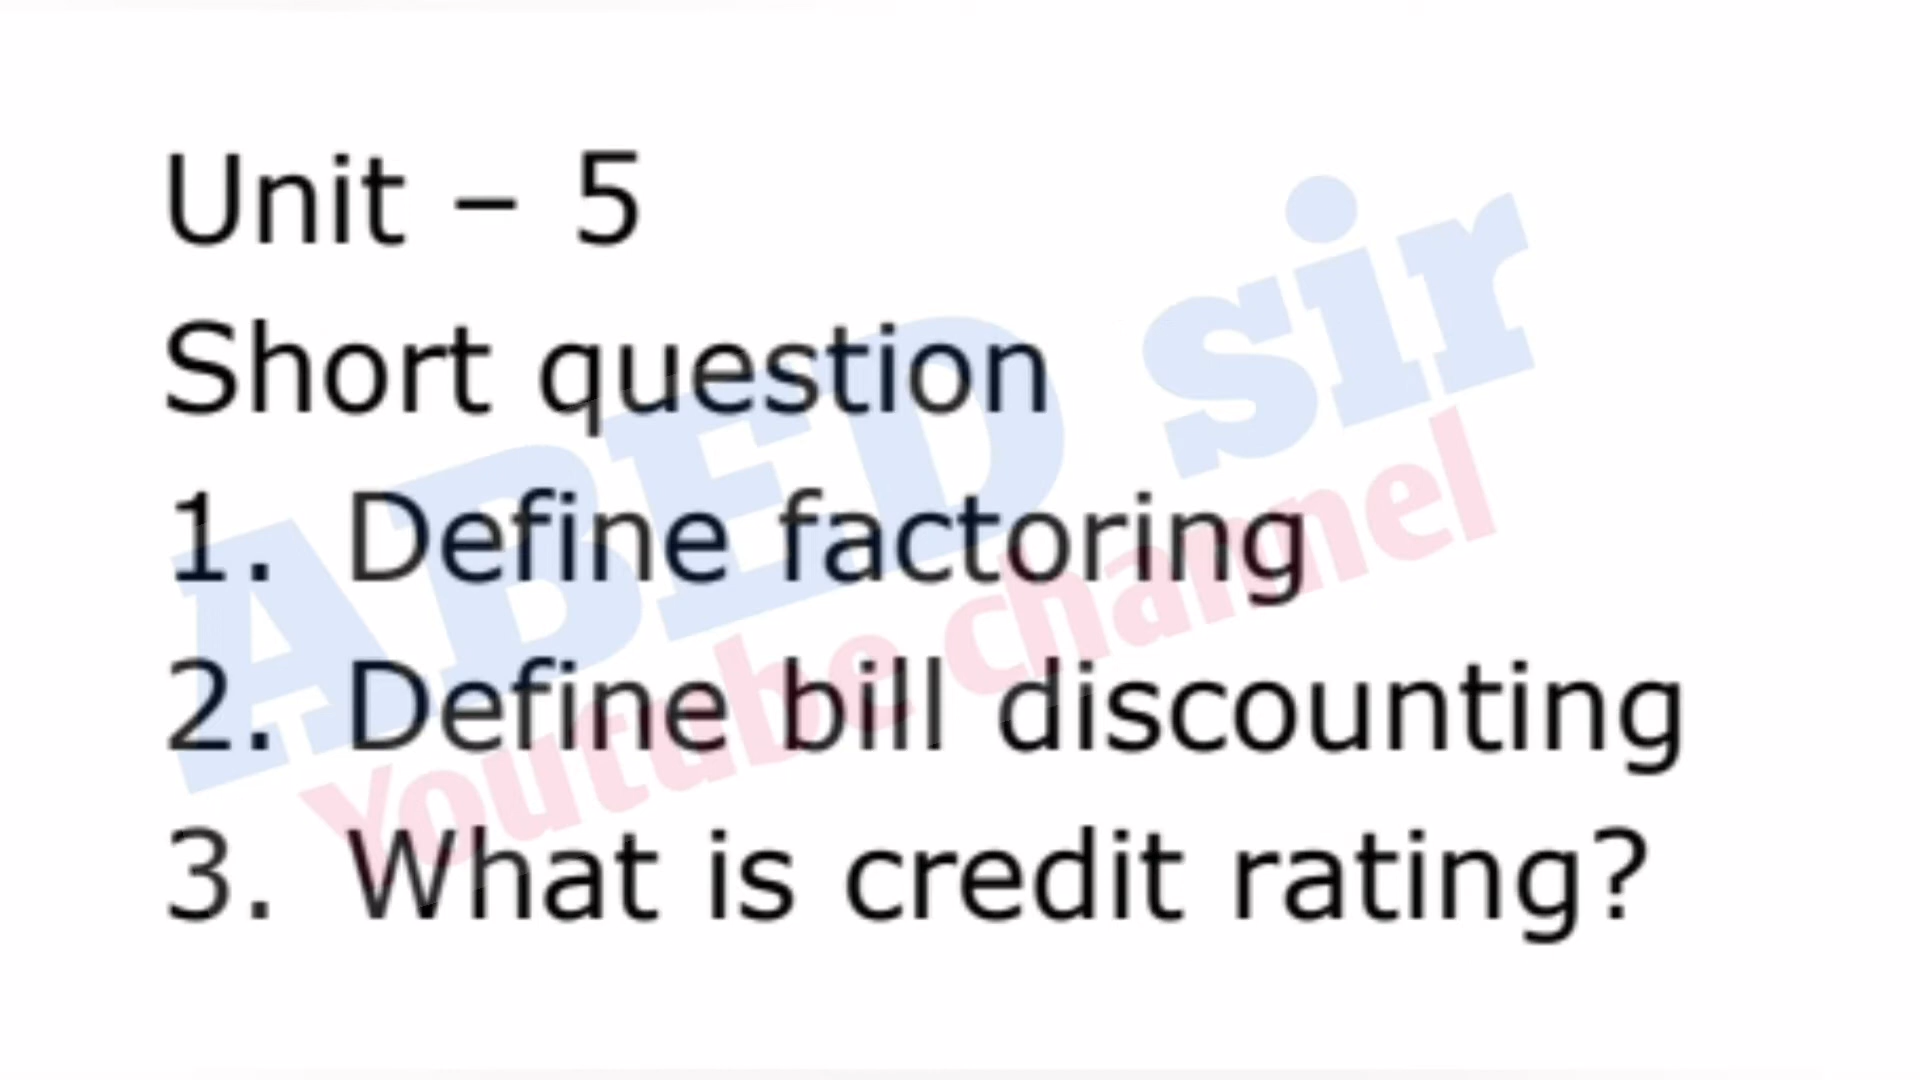 Unit – 5
Short question
1. Define factoring
2. Define bill discounting
3. What is credit rating?
ABED sir
Youtube channel